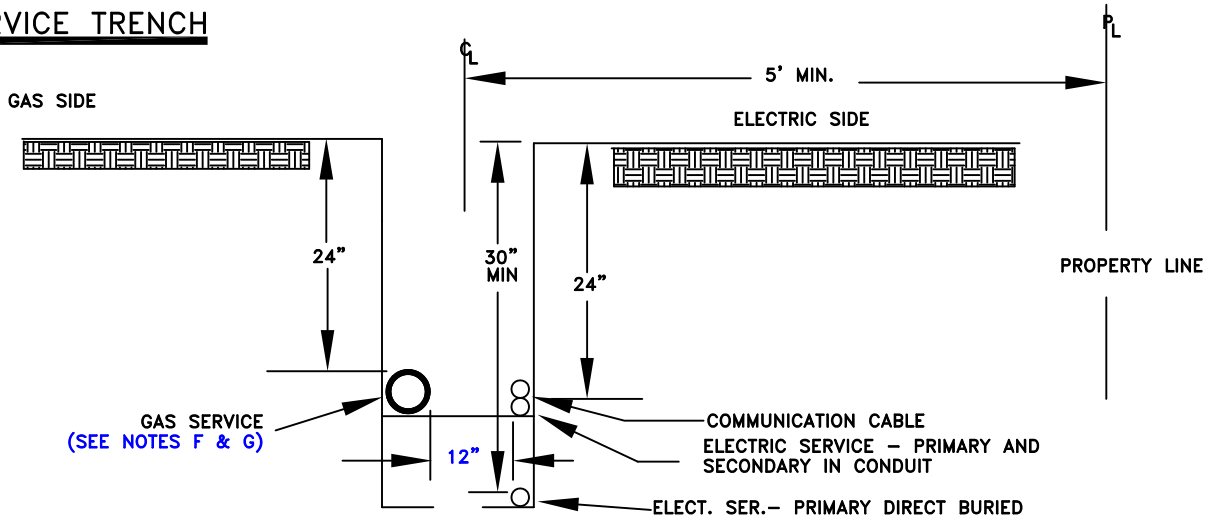 RVICE TRENCH
GAS SIDE
CL
PL
5' MIN.
ELECTRIC SIDE
24"
30"
MIN
24"
PROPERTY LINE
GAS SERVICE
(SEE NOTES F & G)
12"
COMMUNICATION CABLE
ELECTRIC SERVICE – PRIMARY AND
SECONDARY IN CONDUIT
ELECT. SER.– PRIMARY DIRECT BURIED